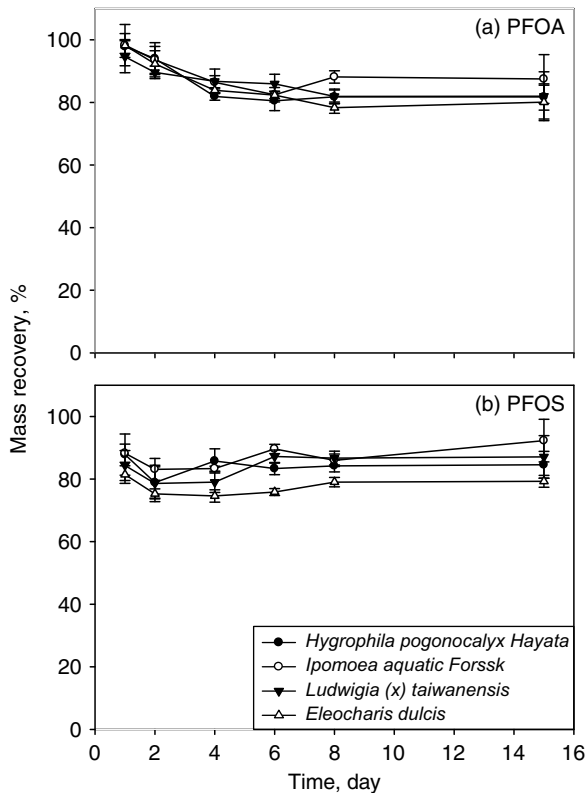 (a) PFOA
100
80
60
40
20
0
Mass recovery, %
(b) PFOS
100
80
60
40
20
0
Hygrophila pogonocalyx Hayata
Ipomoea aquatic Forssk
Ludwigia (x) taiwanensis
Eleocharis dulcis
0 2 4 6 8 10 12 14 16
Time, day